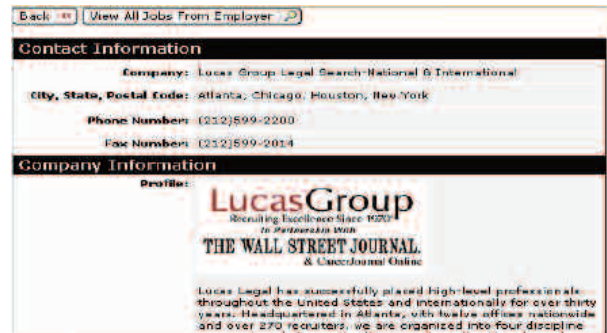 Back View All Jobs From Employer
Contact Information
Company: Lucas Group Legal Search-National & International
City, State, Postal Code: Atlanta, Chicago, Houston, New York
Phone Number: (212)599-2200
Fax Number: (212)599-2014
Company Information
Profile:
LucasGroup
Recruiting Excellence Since 1970
In Partnership With
THE WALL STREET JOURNAL.
& CareerJournal Online
Lucas Legal has successfully placed high-level professionals
throughout the United States and internationally for over thirty
years. Headquartered in Atlanta, with twelve offices nationwide
and over 270 recruiters, we are organized into four discipline